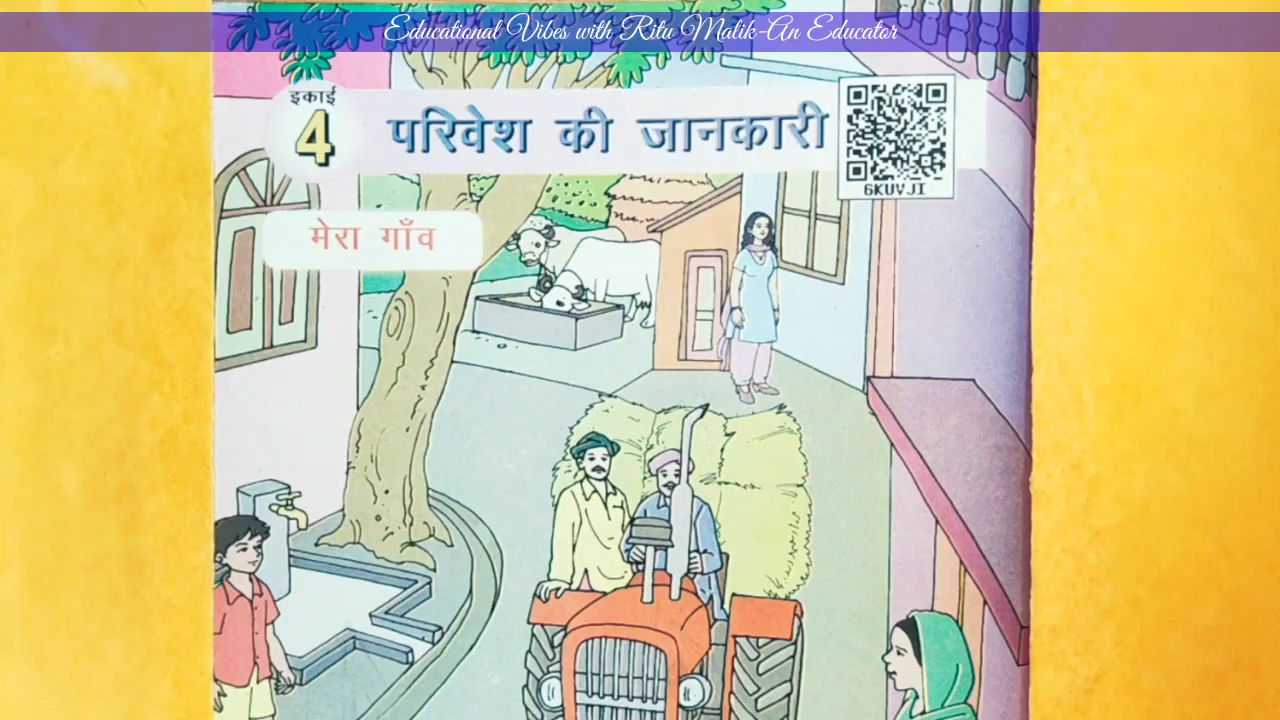 Educational Vibes with Ritu Malik-An Educator
इकाई
4
परिवेश की जानकारी
6KUVJI
मेरा गाँव